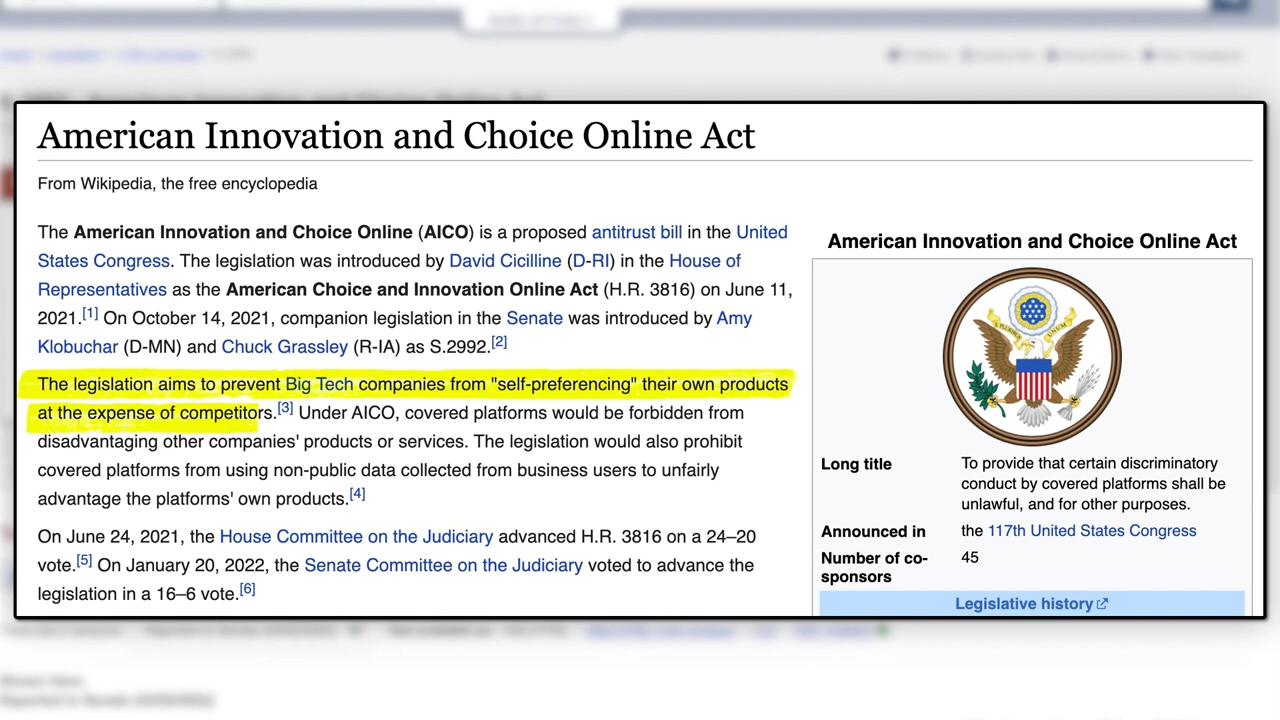 American Innovation and Choice Online Act
From Wikipedia, the free encyclopedia
The American Innovation and Choice Online (AICO) is a proposed antitrust bill in the United
States Congress. The legislation was introduced by David Cicilline (D-RI) in the House of
Representatives as the American Choice and Innovation Online Act (H.R. 3816) on June 11,
2021.[1] On October 14, 2021, companion legislation in the Senate was introduced by Amy
Klobuchar (D-MN) and Chuck Grassley (R-IA) as S.2992.[2]
The legislation aims to prevent Big Tech companies from "self-preferencing" their own products
at the expense of competitors.[3] Under AICO, covered platforms would be forbidden from
disadvantaging other companies' products or services. The legislation would also prohibit
covered platforms from using non-public data collected from business users to unfairly
advantage the platforms' own products.[4]
On June 24, 2021, the House Committee on the Judiciary advanced H.R. 3816 on a 24–20
vote.[5] On January 20, 2022, the Senate Committee on the Judiciary voted to advance the
legislation in a 16–6 vote.[6]
American Innovation and Choice Online Act
PLURIBUS UNUM
Long title To provide that certain discriminatory
conduct by covered platforms shall be
unlawful, and for other purposes.
Announced in the 117th United States Congress
Number of co- 45
sponsors
Legislative history